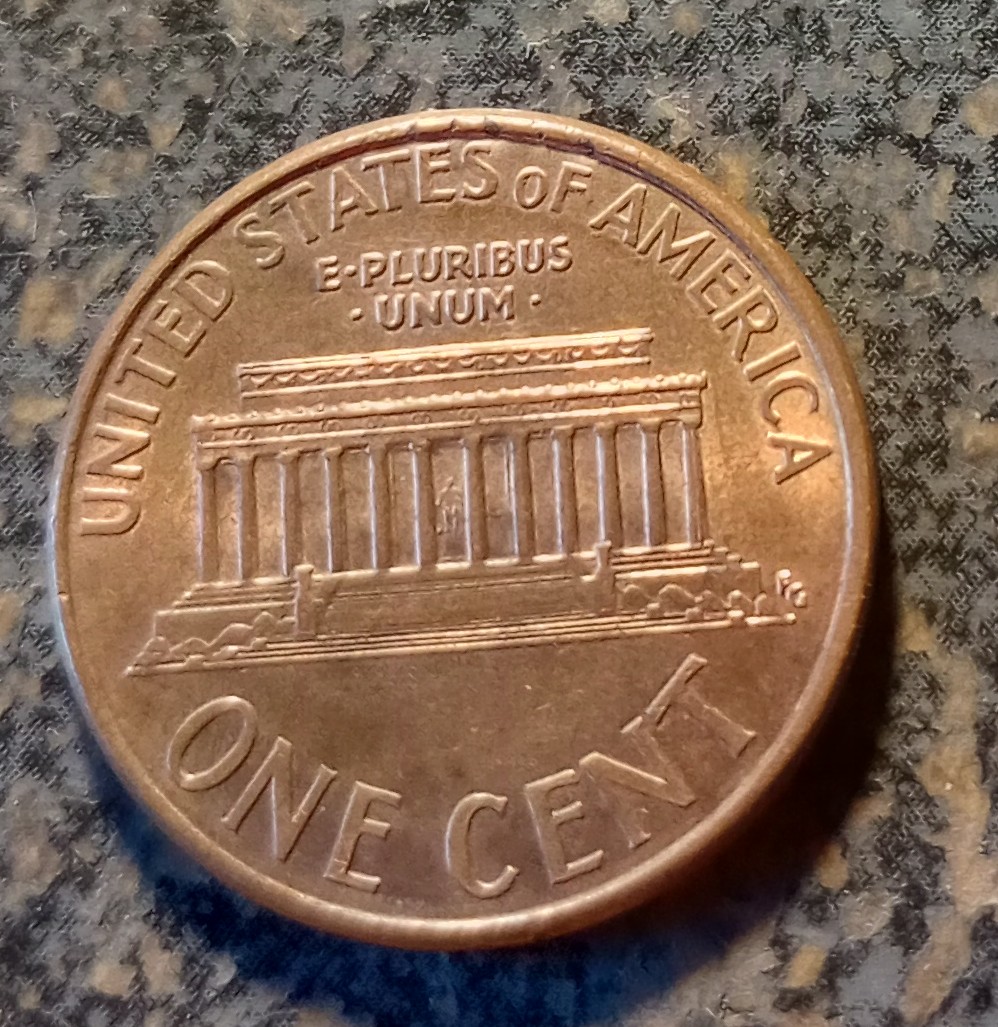 UNITED STATES OF AMERICA
E·PLURIBUS
·UNUM·
FG
ONE CENT